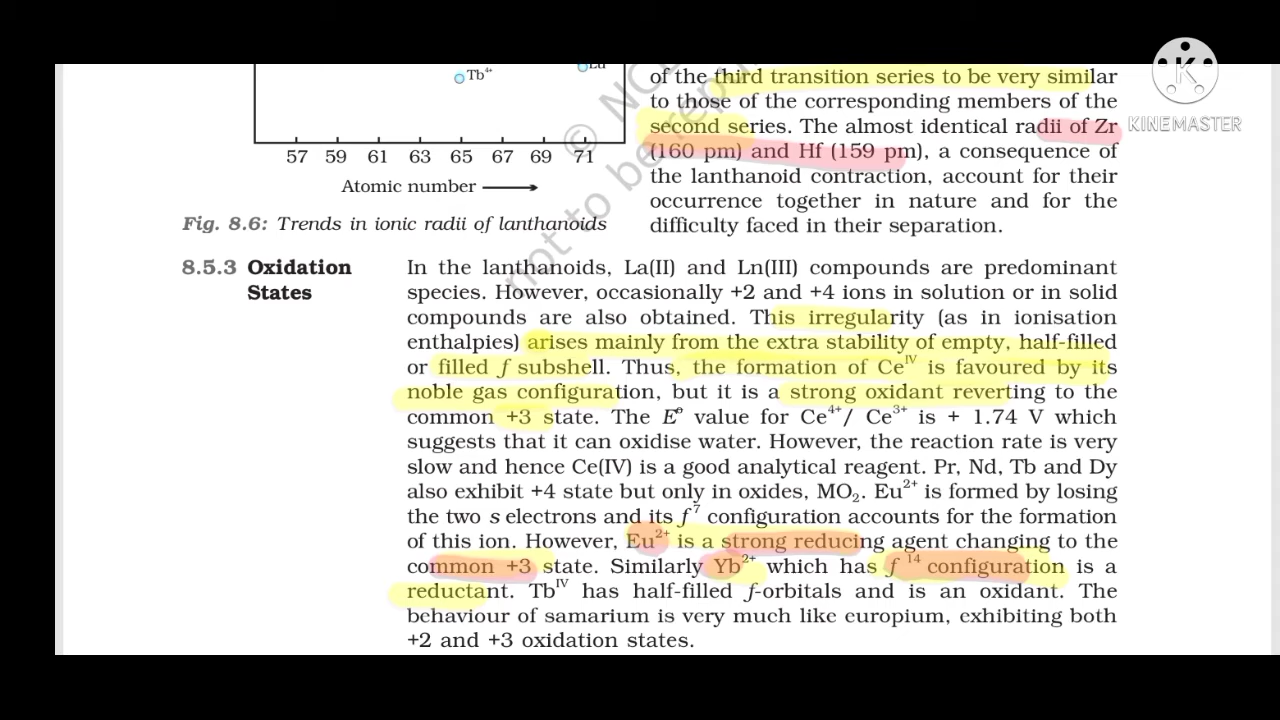 Tb⁴⁺
57 59 61 63 65 67 69 71
Atomic number
Fig. 8.6: Trends in ionic radii of lanthanoids
of the third transition series to be very similar
to those of the corresponding members of the
second series. The almost identical radii of Zr
(160 pm) and Hf (159 pm), a consequence of
the lanthanoid contraction, account for their
occurrence together in nature and for the
difficulty faced in their separation.
K
KINEMASTER
© NC
not to be rep
8.5.3 Oxidation
States
In the lanthanoids, La(II) and Ln(III) compounds are predominant
species. However, occasionally +2 and +4 ions in solution or in solid
compounds are also obtained. This irregularity (as in ionisation
enthalpies) arises mainly from the extra stability of empty, half-filled
or filled f subshell. Thus, the formation of Ceᴵⱽ is favoured by its
noble gas configuration, but it is a strong oxidant reverting to the
common +3 state. The Eᶱ value for Ce⁴⁺/ Ce³⁺ is + 1.74 V which
suggests that it can oxidise water. However, the reaction rate is very
slow and hence Ce(IV) is a good analytical reagent. Pr, Nd, Tb and Dy
also exhibit +4 state but only in oxides, MO₂. Eu²⁺ is formed by losing
the two s electrons and its f⁷ configuration accounts for the formation
of this ion. However, Eu²⁺ is a strong reducing agent changing to the
common +3 state. Similarly Yb²⁺ which has f¹⁴ configuration is a
reductant. Tbᴵⱽ has half-filled f-orbitals and is an oxidant. The
behaviour of samarium is very much like europium, exhibiting both
+2 and +3 oxidation states.